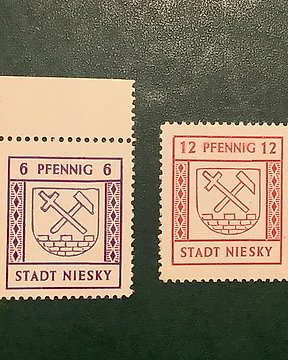 6 PFENNIG 6
STADT NIESKY
12 PFENNIG 12
STADT NIESKY